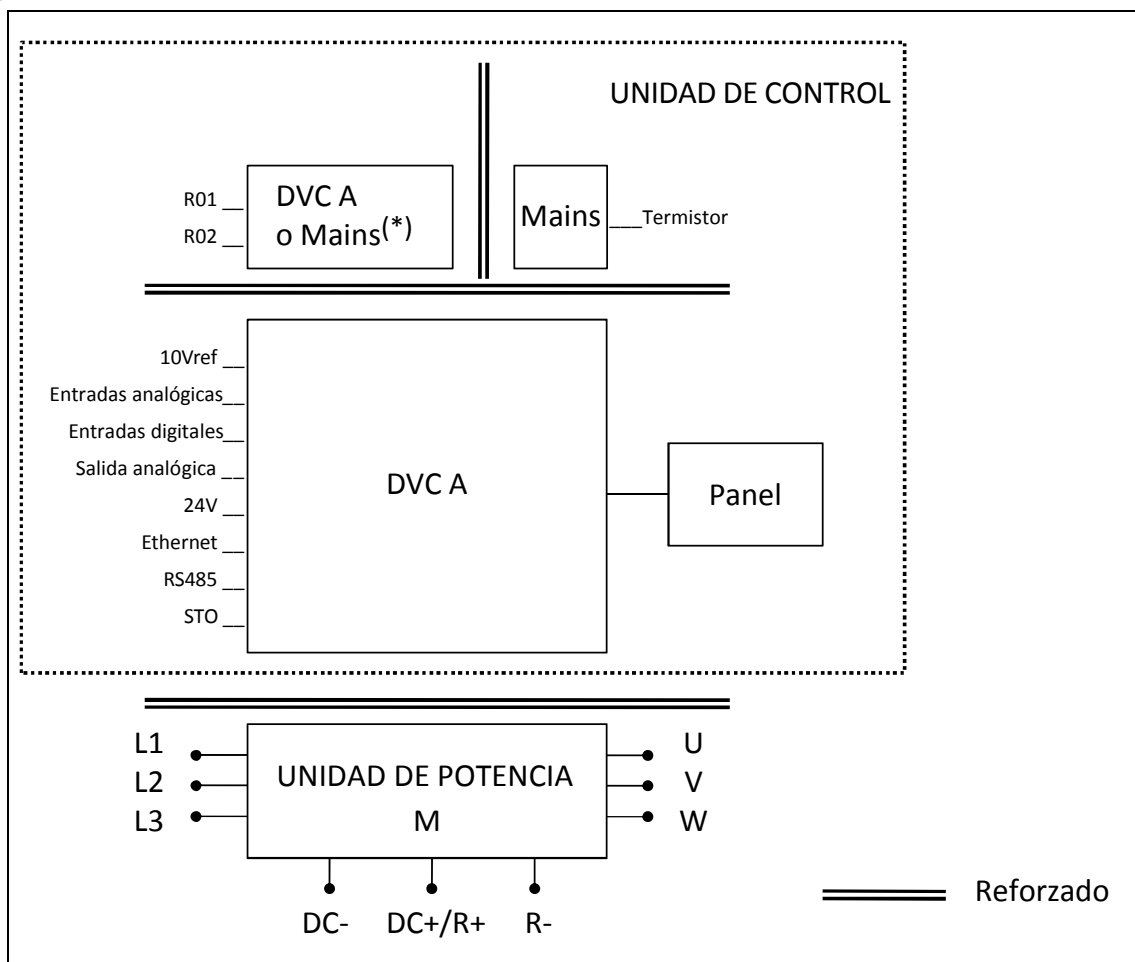 UNIDAD DE CONTROL
R01
R02
DVC A
o Mains(*)
Mains
Termistor
10Vref
Entradas analógicas
Entradas digitales
Salida analógica
24V
Ethernet
RS485
STO
DVC A
Panel
L1
L2
L3
UNIDAD DE POTENCIA
M
U
V
W
DC-
DC+/R+
R-
Reforzado